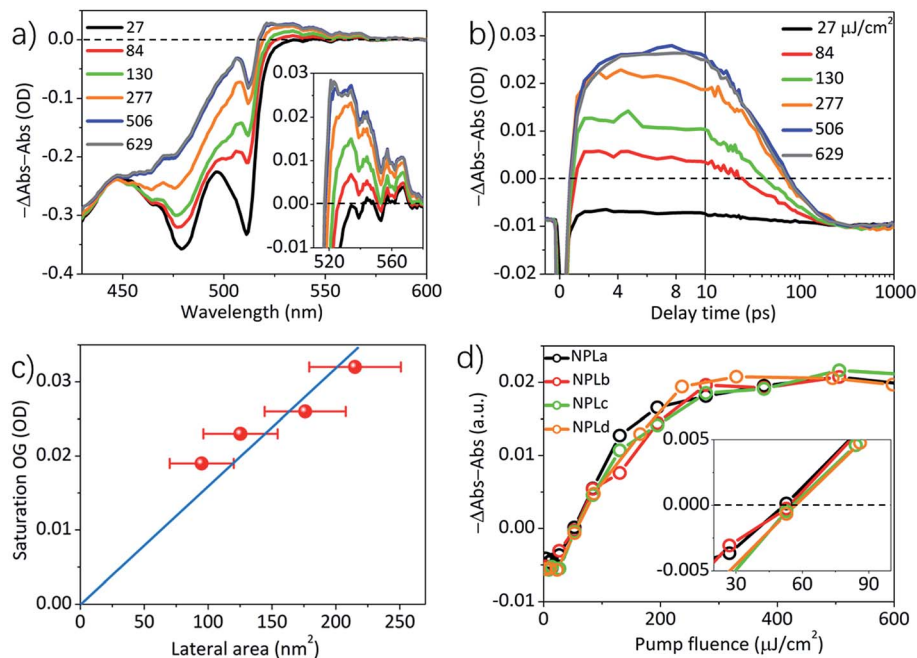 a)
27
84
130
277
506
629
0.0
-0.1
-0.2
-0.3
-0.4
−ΔAbs−Abs (OD)
450 500 550 600
Wavelength (nm)
0.03
0.02
0.01
0.00
-0.01
520 560
b)
27 μJ/cm²
84
130
277
506
629
0.03
0.02
0.01
0.00
-0.01
-0.02
−ΔAbs−Abs (OD)
0 4 8 10 100 1000
Delay time (ps)
c)
0.03
0.02
0.01
0.00
Saturation OG (OD)
0 50 100 150 200 250
Lateral area (nm²)
d)
NPLa
NPLb
NPLc
NPLd
0.02
0.01
0.00
-0.01
−ΔAbs−Abs (a.u.)
0 200 400 600
Pump fluence (μJ/cm²)
0.005
0.000
-0.005
30 60 90